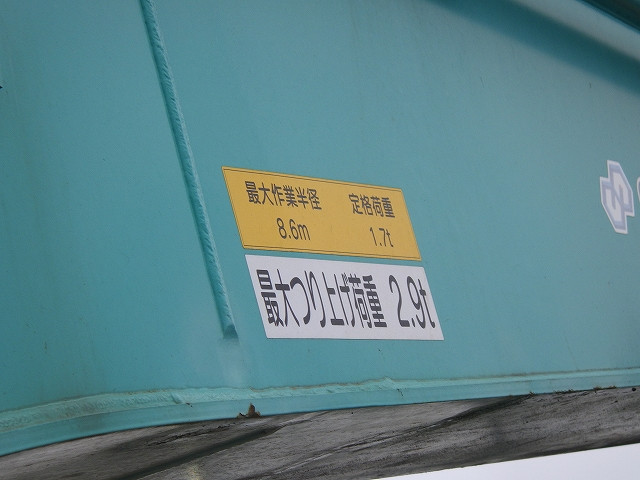 最大作業半径 定格荷重
8.6m 1.7t
最大つり上げ荷重 2.9t